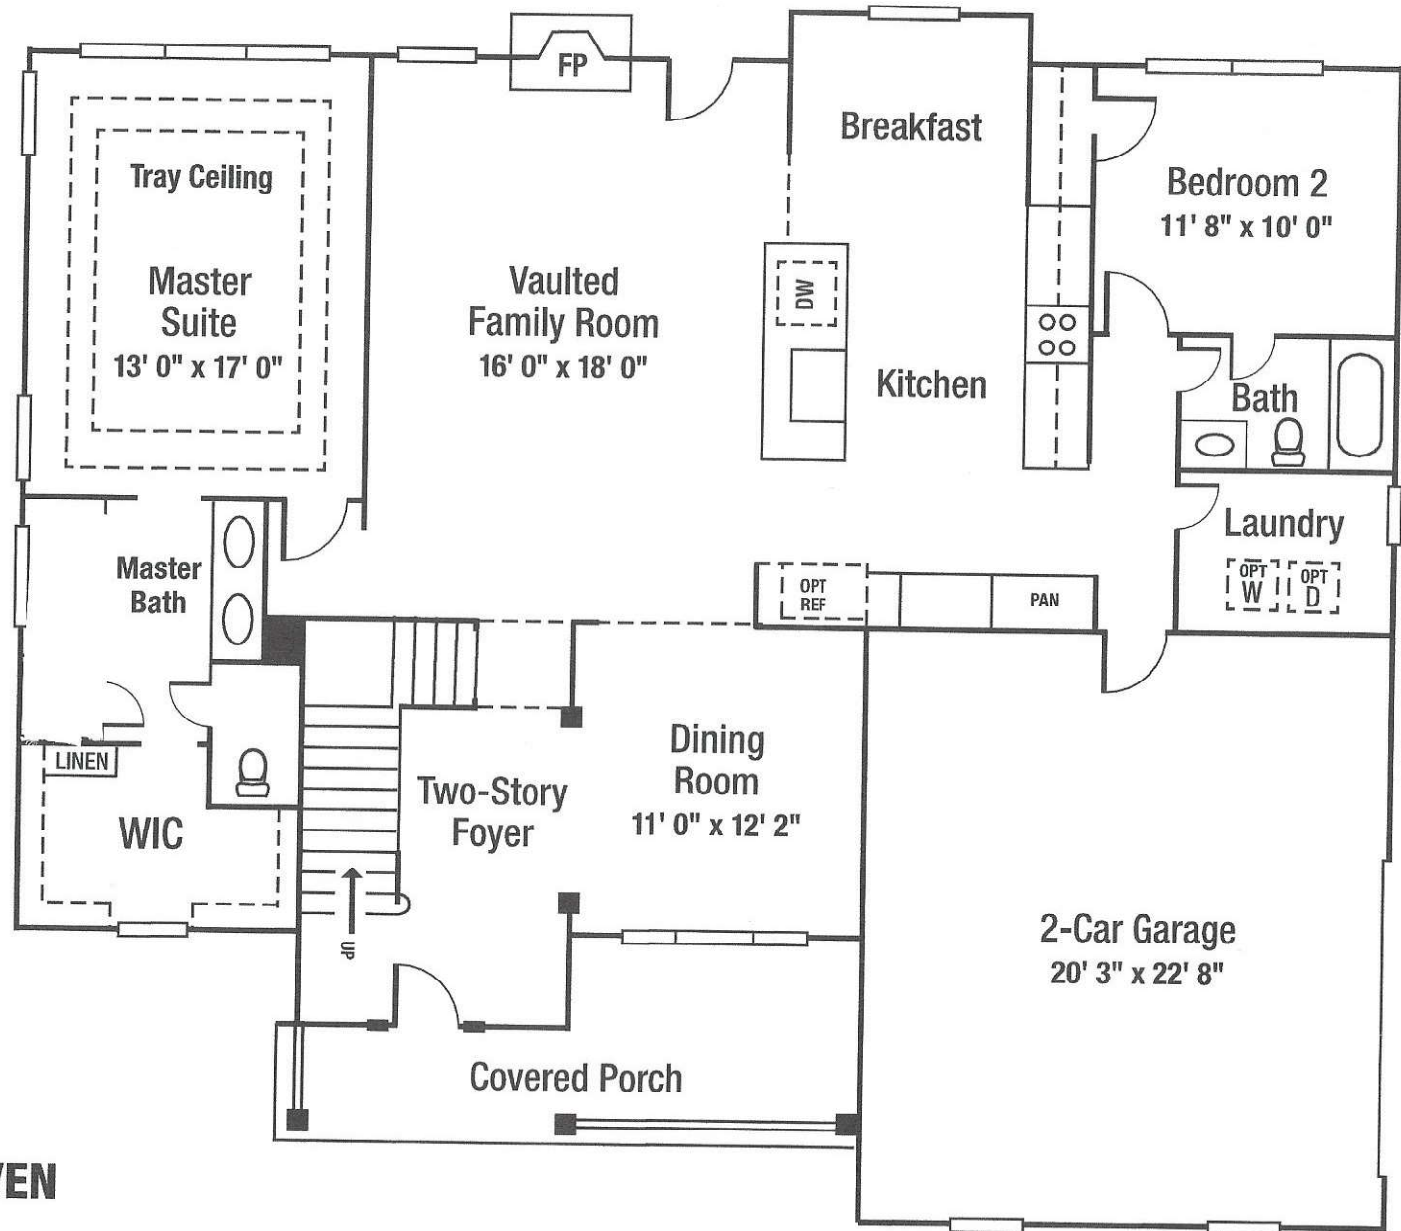 FP
Breakfast
Tray Ceiling
Bedroom 2
11' 8" x 10' 0"
Master
Suite
13' 0" x 17' 0"
Vaulted
Family Room
16' 0" x 18' 0"
DW
Kitchen
Bath
Laundry
OPT
W
OPT
D
Master
Bath
OPT
REF
PAN
LINEN
WIC
Two-Story
Foyer
Dining
Room
11' 0" x 12' 2"
UP
2-Car Garage
20' 3" x 22' 8"
Covered Porch
VEN